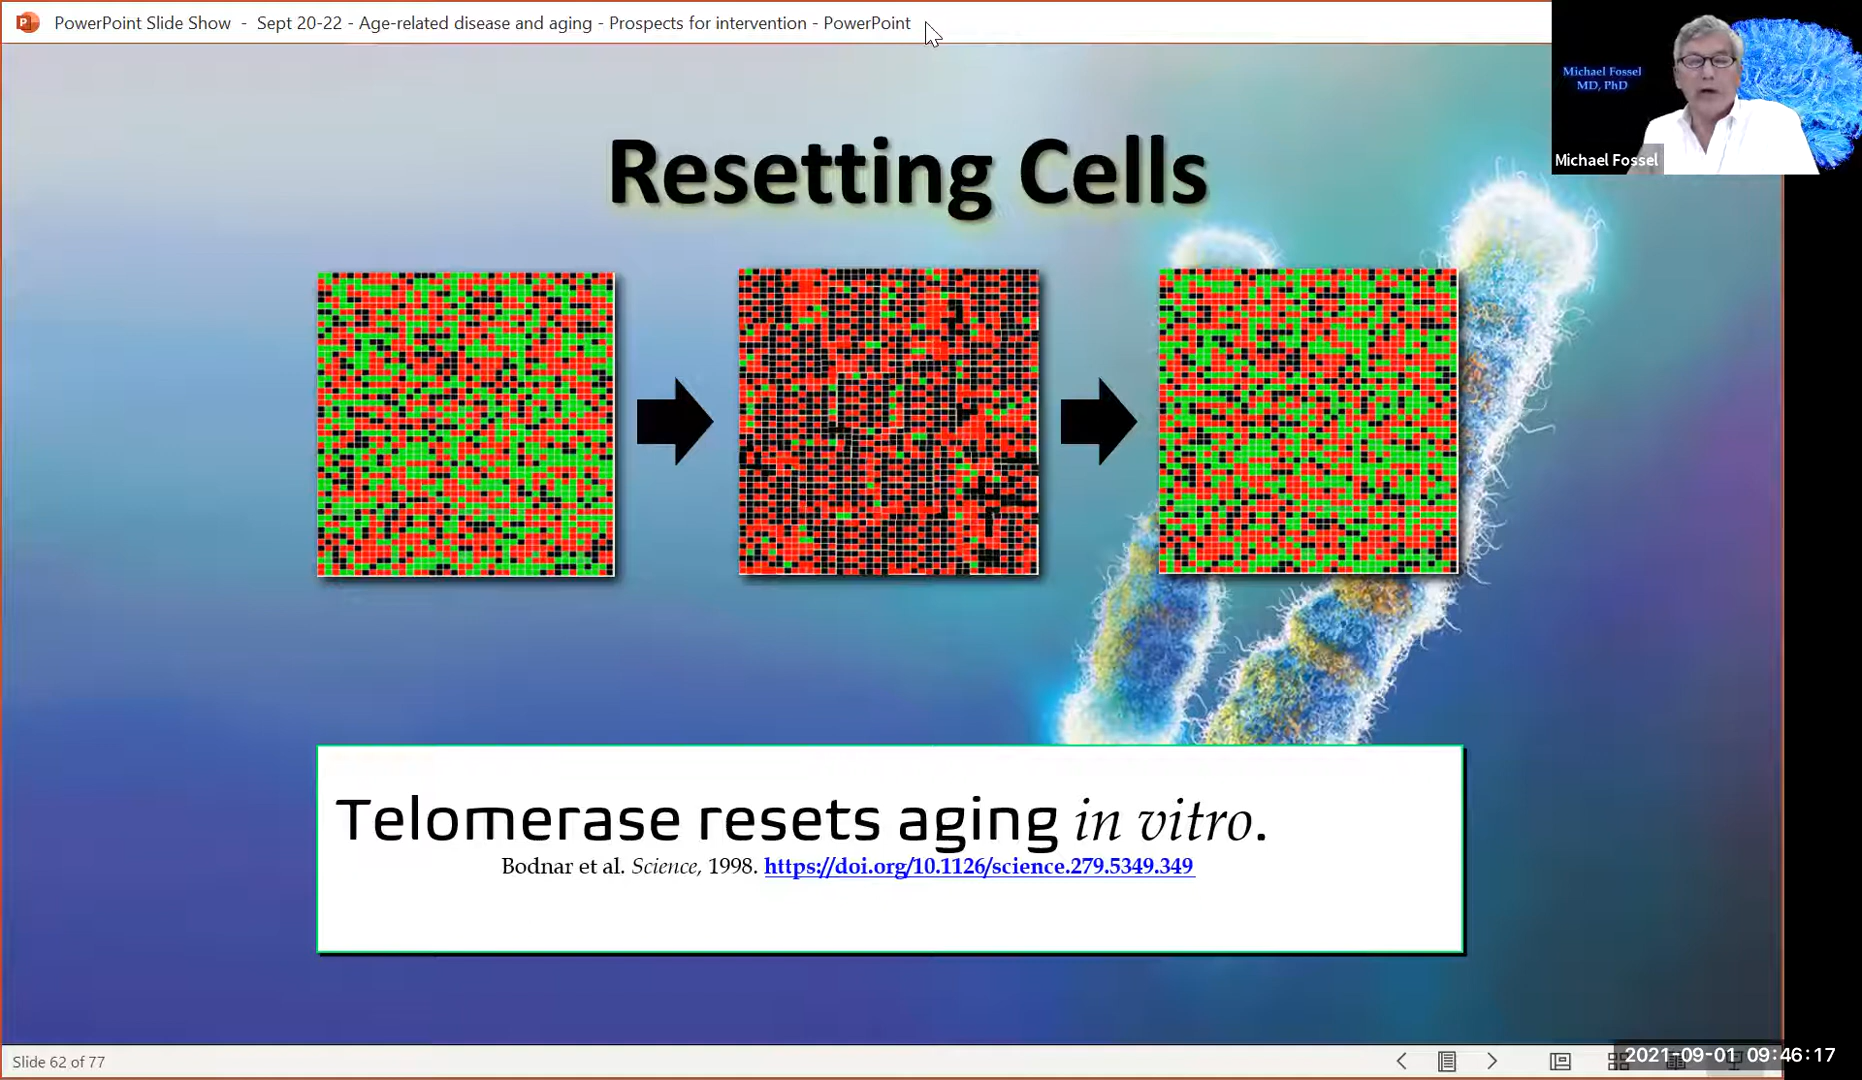 PowerPoint Slide Show - Sept 20-22 - Age-related disease and aging - Prospects for intervention - PowerPoint
Michael Fossel
MD, PhD
Michael Fossel
Resetting Cells
Telomerase resets aging in vitro.
Bodnar et al. Science, 1998. https://doi.org/10.1126/science.279.5349.349
Slide 62 of 77
2021-09-01 09:46:17